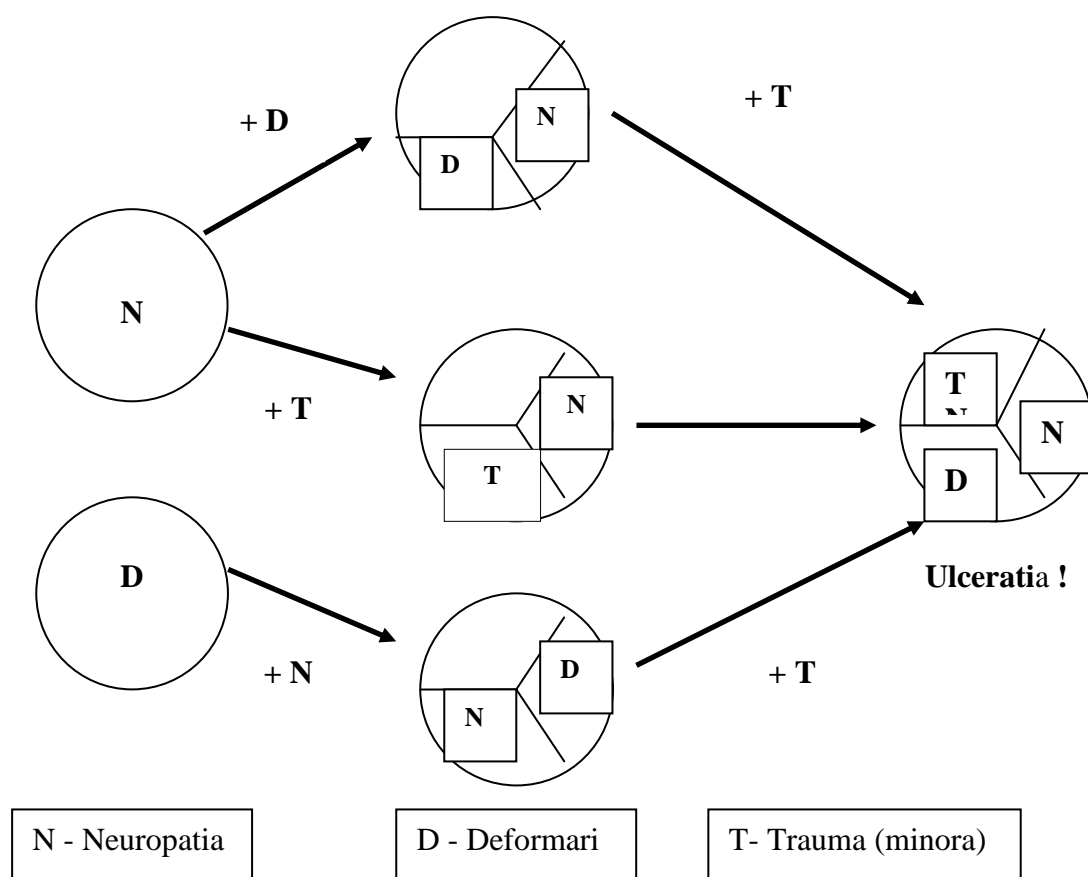 + D
N
D
+ T
N
+ T
N
T
T
N
D
N
D
+ N
D
N
+ T
Ulceratia !
N - Neuropatia
D - Deformari
T- Trauma (minora)